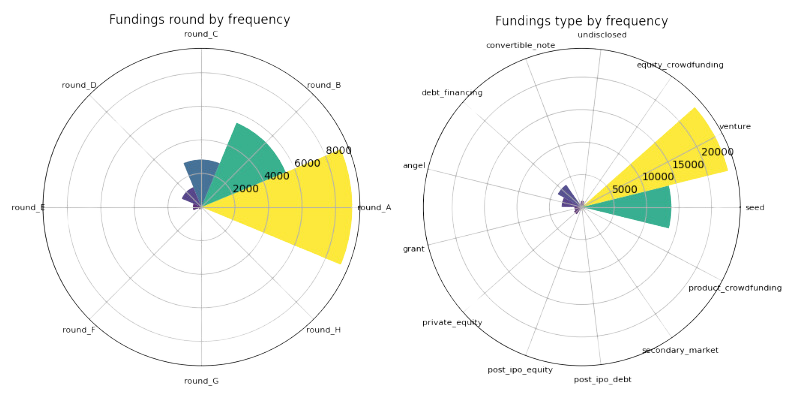 Fundings round by frequency
round_C
round_D
round_B
8000
6000
4000
2000
round_E
round_A
round_F
round_H
round_G
Fundings type by frequency
undisclosed
convertible_note
equity_crowdfunding
debt_financing
venture
20000
15000
10000
5000
angel
seed
grant
product_crowdfunding
private_equity
secondary_market
post_ipo_equity
post_ipo_debt